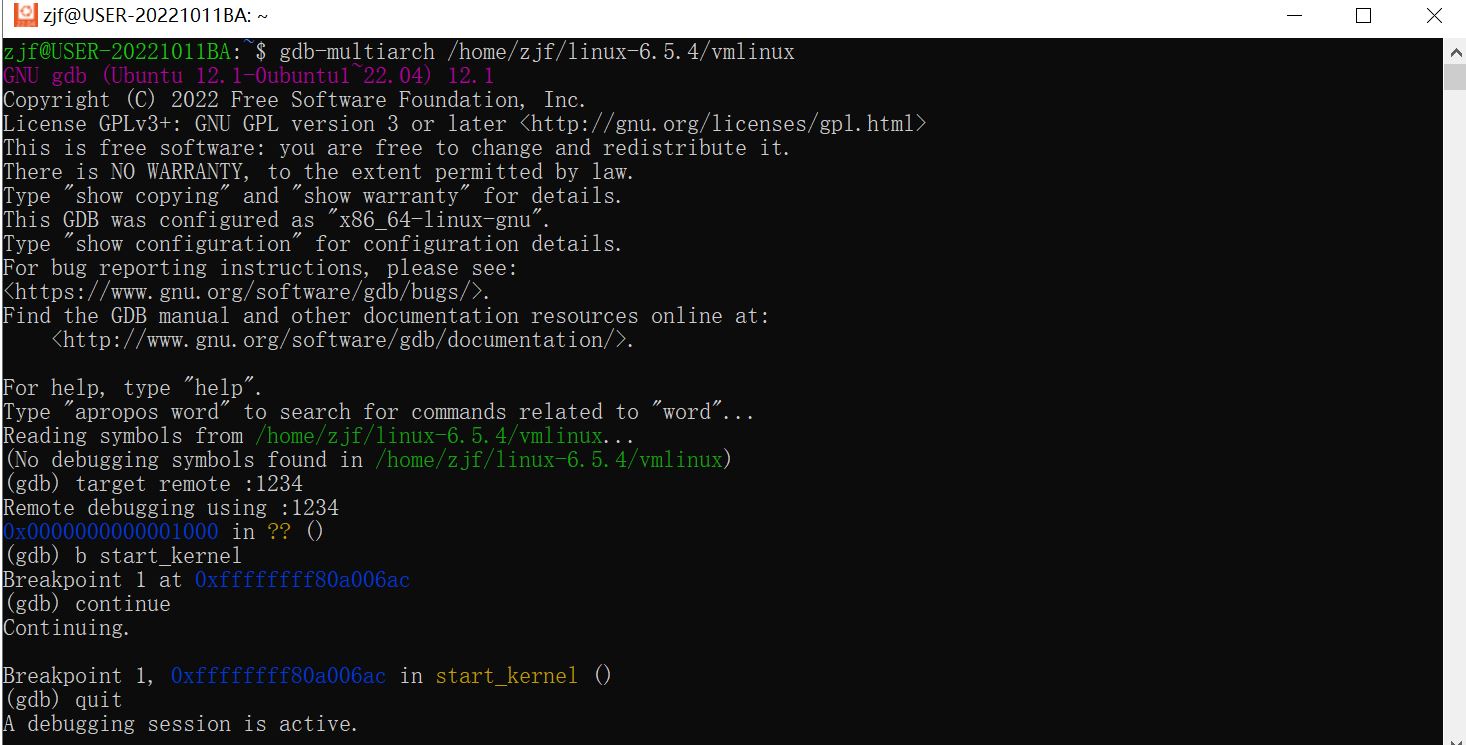 zjf@USER-20221011BA: ~
zjf@USER-20221011BA:~$ gdb-multiarch /home/zjf/linux-6.5.4/vmlinux
GNU gdb (Ubuntu 12.1-0ubuntu1~22.04) 12.1
Copyright (C) 2022 Free Software Foundation, Inc.
License GPLv3+: GNU GPL version 3 or later <http://gnu.org/licenses/gpl.html>
This is free software: you are free to change and redistribute it.
There is NO WARRANTY, to the extent permitted by law.
Type "show copying" and "show warranty" for details.
This GDB was configured as "x86_64-linux-gnu".
Type "show configuration" for configuration details.
For bug reporting instructions, please see:
<https://www.gnu.org/software/gdb/bugs/>.
Find the GDB manual and other documentation resources online at:
    <http://www.gnu.org/software/gdb/documentation/>.

For help, type "help".
Type "apropos word" to search for commands related to "word"...
Reading symbols from /home/zjf/linux-6.5.4/vmlinux...
(No debugging symbols found in /home/zjf/linux-6.5.4/vmlinux)
(gdb) target remote :1234
Remote debugging using :1234
0x0000000000001000 in ?? ()
(gdb) b start_kernel
Breakpoint 1 at 0xffffffff80a006ac
(gdb) continue
Continuing.

Breakpoint 1, 0xffffffff80a006ac in start_kernel ()
(gdb) quit
A debugging session is active.